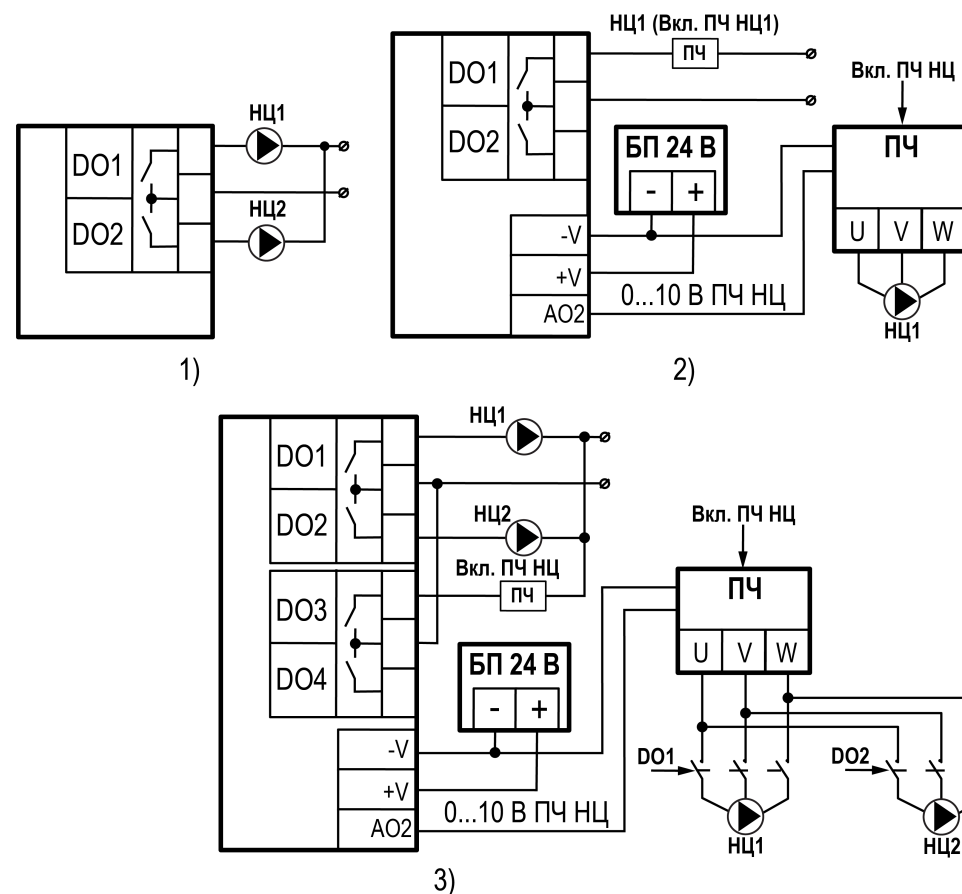 DO1
DO2
НЦ1
НЦ2
1)
НЦ1 (Вкл. ПЧ НЦ1)
ПЧ
DO1
DO2
БП 24 В
- +
-V
+V
AO2
0...10 В ПЧ НЦ
Вкл. ПЧ НЦ
ПЧ
U V W
НЦ1
2)
DO1
DO2
DO3
DO4
НЦ1
НЦ2
Вкл. ПЧ НЦ
ПЧ
БП 24 В
- +
-V
+V
AO2
0...10 В ПЧ НЦ
Вкл. ПЧ НЦ
ПЧ
U V W
DO1
DO2
НЦ1
НЦ2
3)